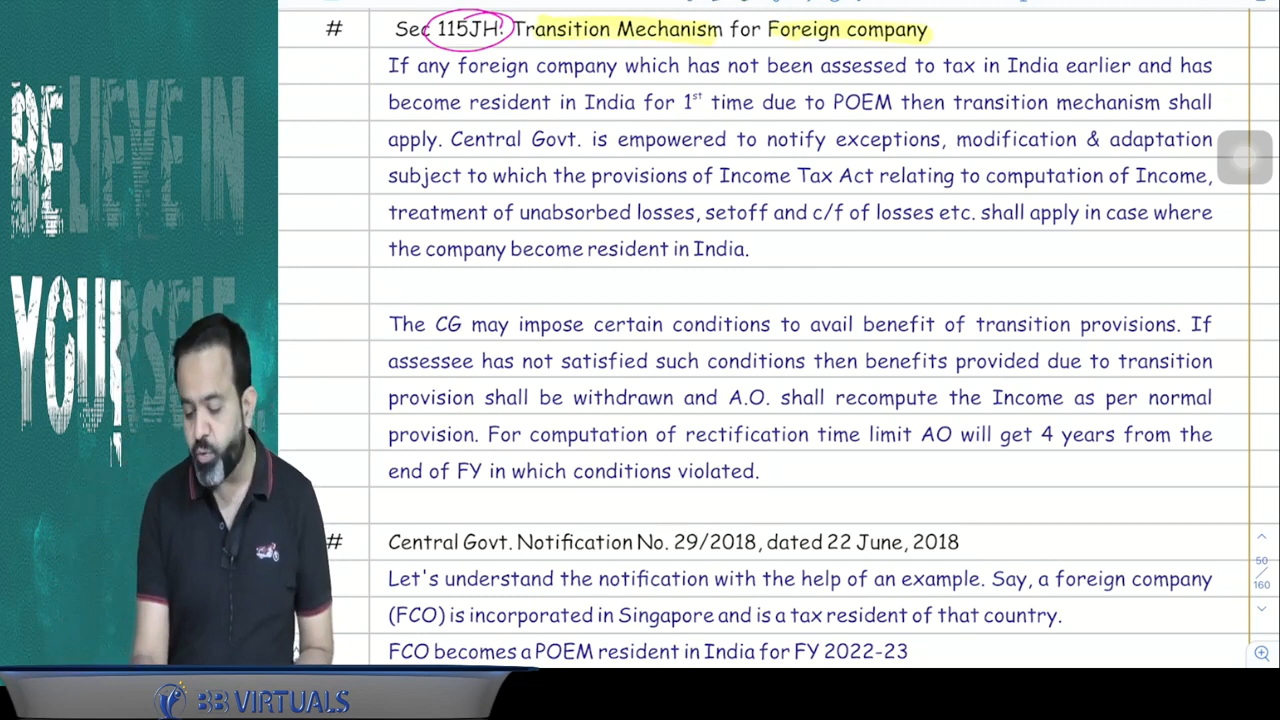 BELIEVE IN
YOURSELF.
# Sec 115JH: Transition Mechanism for Foreign company
If any foreign company which has not been assessed to tax in India earlier and has
become resident in India for 1st time due to POEM then transition mechanism shall
apply. Central Govt. is empowered to notify exceptions, modification & adaptation
subject to which the provisions of Income Tax Act relating to computation of Income,
treatment of unabsorbed losses, setoff and c/f of losses etc. shall apply in case where
the company become resident in India.
The CG may impose certain conditions to avail benefit of transition provisions. If
assessee has not satisfied such conditions then benefits provided due to transition
provision shall be withdrawn and A.O. shall recompute the Income as per normal
provision. For computation of rectification time limit AO will get 4 years from the
end of FY in which conditions violated.
# Central Govt. Notification No. 29/2018, dated 22 June, 2018
Let's understand the notification with the help of an example. Say, a foreign company
(FCO) is incorporated in Singapore and is a tax resident of that country.
FCO becomes a POEM resident in India for FY 2022-23
50
160
BB VIRTUALS